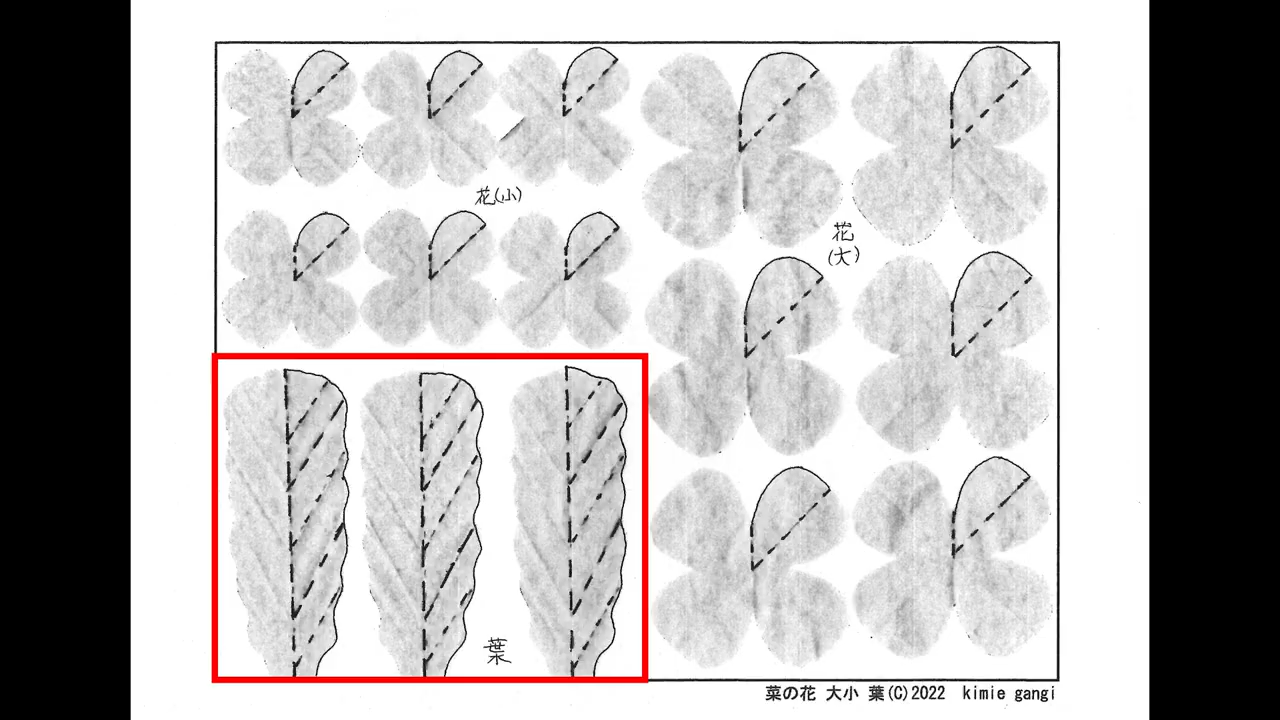 花(小)
花
(大)
葉
菜の花 大小 葉(C)2022 kimie gangi